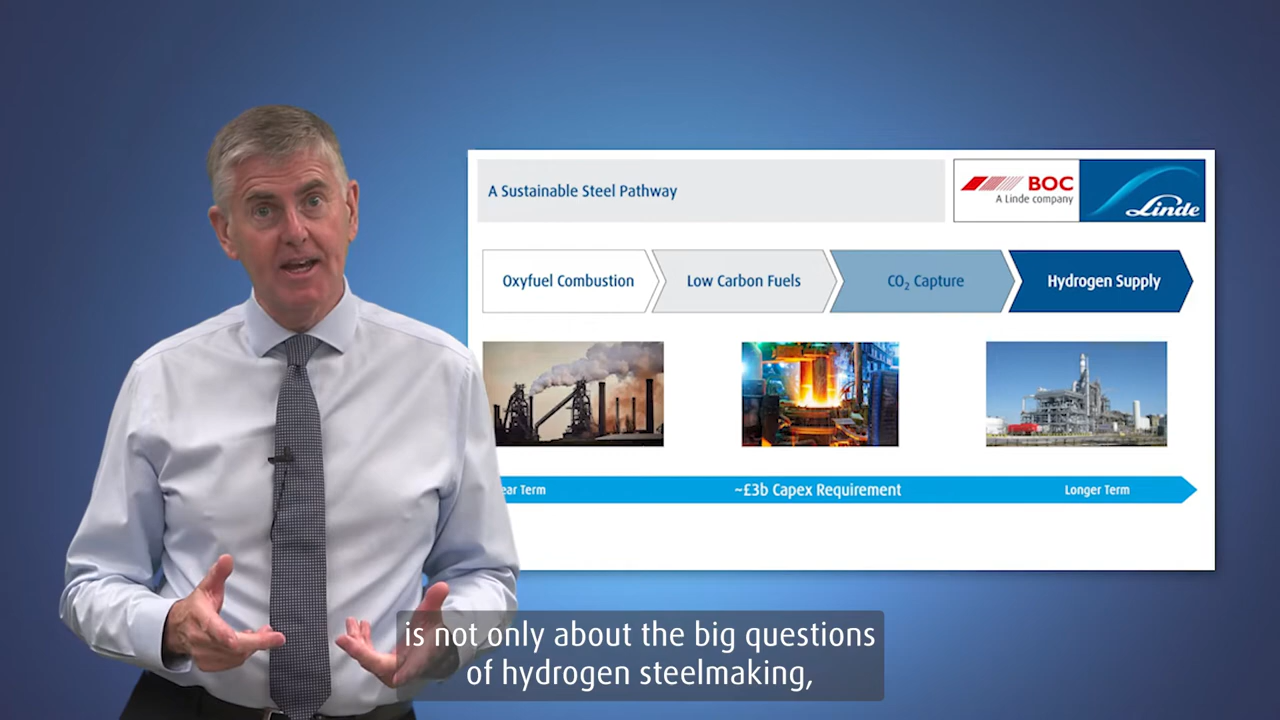 A Sustainable Steel Pathway
BOC
A Linde company
Linde
Oxyfuel Combustion
Low Carbon Fuels
CO₂ Capture
Hydrogen Supply
Term
~£3b Capex Requirement
Longer Term
is not only about the big questions
of hydrogen steelmaking,